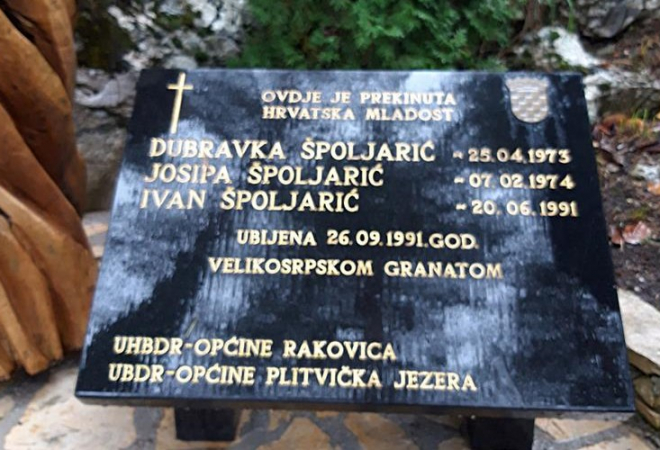 OVDJE JE PREKINUTA
HRVATSKA MLADOST
DUBRAVKA ŠPOLJARIĆ - 25.04.1973
JOSIPA ŠPOLJARIĆ - 07.02.1974
IVAN ŠPOLJARIĆ - 20.06.1991
UBIJENA 26.09.1991.GOD.
VELIKOSRPSKOM GRANATOM
UHBDR-OPĆINE RAKOVICA
UBDR-OPĆINE PLITVIČKA JEZERA